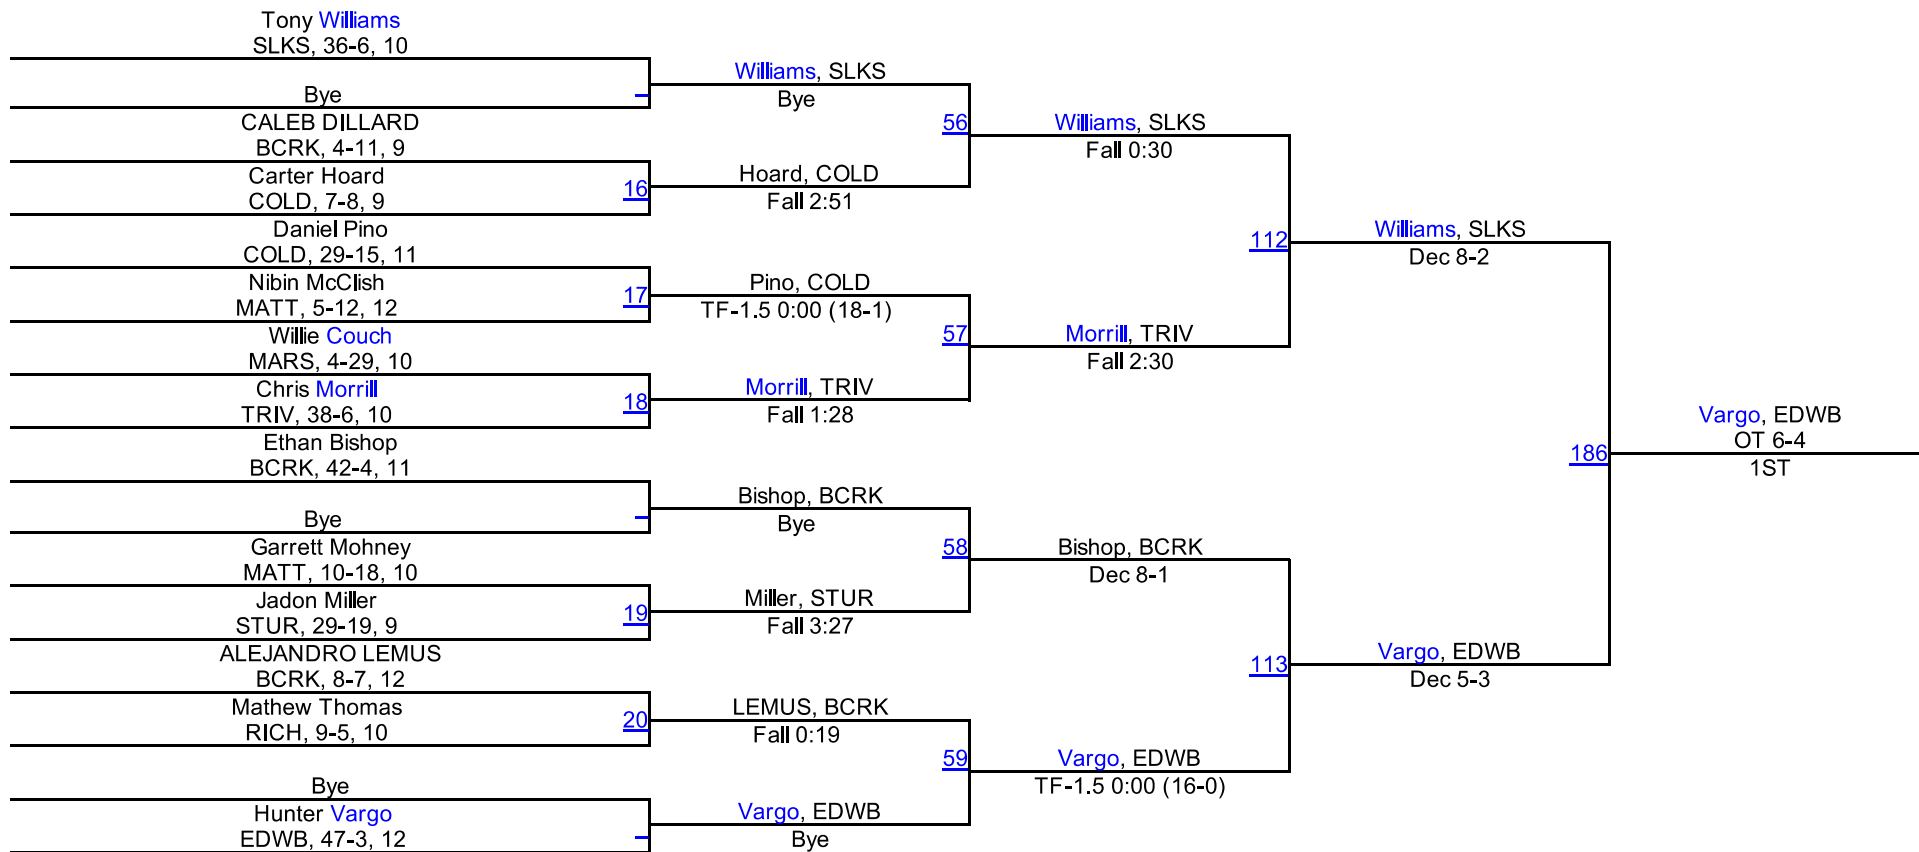 Tony Williams
SLKS, 36-6, 10
Bye
CALEB DILLARD
BCRK, 4-11, 9
Carter Hoard
COLD, 7-8, 9
16
Daniel Pino
COLD, 29-15, 11
Nibin McClish
MATT, 5-12, 12
17
Willie Couch
MARS, 4-29, 10
Chris Morrill
TRIV, 38-6, 10
18
Ethan Bishop
BCRK, 42-4, 11
Bye
Garrett Mohney
MATT, 10-18, 10
Jadon Miller
STUR, 29-19, 9
19
ALEJANDRO LEMUS
BCRK, 8-7, 12
Mathew Thomas
RICH, 9-5, 10
20
Bye
Hunter Vargo
EDWB, 47-3, 12
Williams, SLKS
Bye
56
Hoard, COLD
Fall 2:51
Pino, COLD
TF-1.5 0:00 (18-1)
57
Morrill, TRIV
Fall 1:28
Bishop, BCRK
Bye
58
Miller, STUR
Fall 3:27
LEMUS, BCRK
Fall 0:19
59
Vargo, EDWB
Bye
Williams, SLKS
Fall 0:30
112
Morrill, TRIV
Fall 2:30
Bishop, BCRK
Dec 8-1
113
Vargo, EDWB
TF-1.5 0:00 (16-0)
Williams, SLKS
Dec 8-2
186
Vargo, EDWB
Dec 5-3
Vargo, EDWB
OT 6-4
1ST